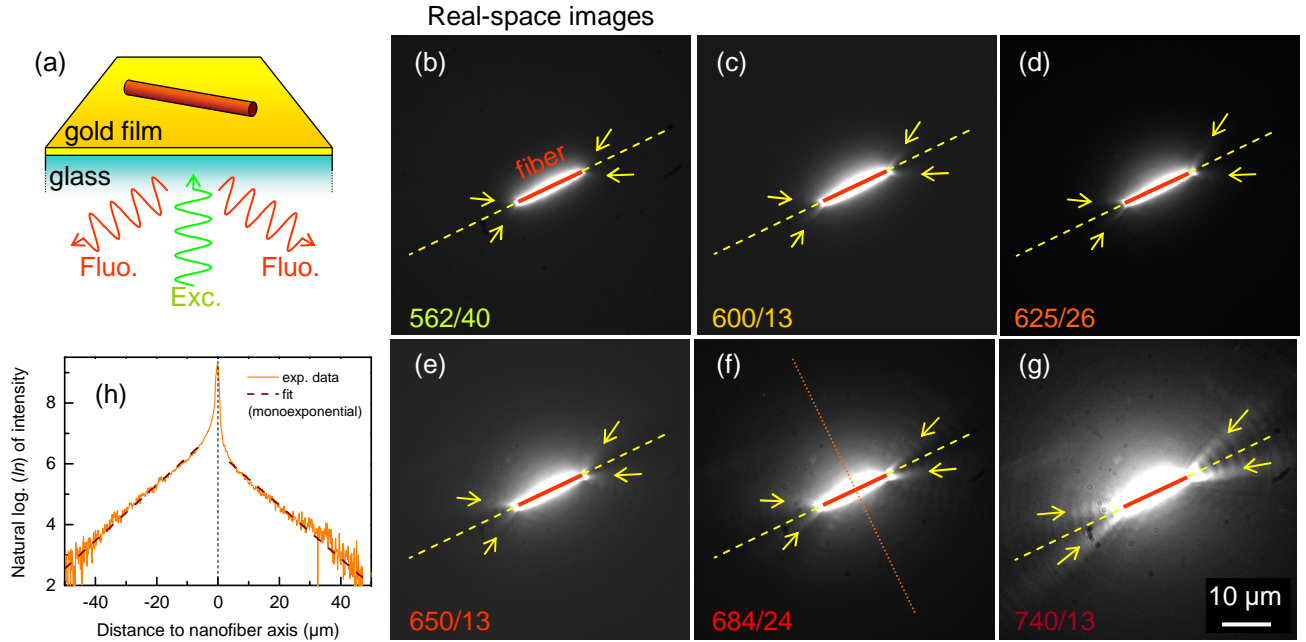 Real-space images
(a)
gold film
glass
Fluo.
Fluo.
Exc.
(b)
fiber
562/40
(c)
600/13
(d)
625/26
(h)
exp. data
fit
(monoexponential)
Natural log. (ln) of intensity
8
6
4
2
-40
-20
0
20
40
Distance to nanofiber axis (µm)
(e)
650/13
(f)
684/24
(g)
740/13
10 µm